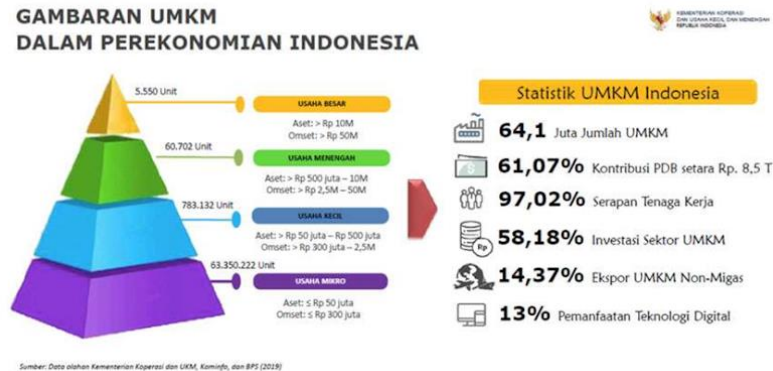 GAMBARAN UMKM
DALAM PEREKONOMIAN INDONESIA
KEMENTERIAN KOPERASI
DAN USAHA KECIL DAN MENENGAH
REPUBLIK INDONESIA
5.550 Unit
USAHA BESAR
Aset: > Rp 10M
Omset: > Rp 50M
60.702 Unit
USAHA MENENGAH
Aset: > Rp 500 juta – 10M
Omset: > Rp 2,5M – 50M
783.132 Unit
USAHA KECIL
Aset: > Rp 50 juta – Rp 500 juta
Omset: > Rp 300 juta – 2,5M
63.350.222 Unit
USAHA MIKRO
Aset: ≤ Rp 50 juta
Omset: ≤ Rp 300 juta
Statistik UMKM Indonesia
64,1 Juta Jumlah UMKM
61,07% Kontribusi PDB setara Rp. 8,5 T
97,02% Serapan Tenaga Kerja
Rp
58,18% Investasi Sektor UMKM
14,37% Ekspor UMKM Non-Migas
13% Pemanfaatan Teknologi Digital
Sumber: Data olahan Kementerian Koperasi dan UKM, Kominfo, dan BPS (2019)